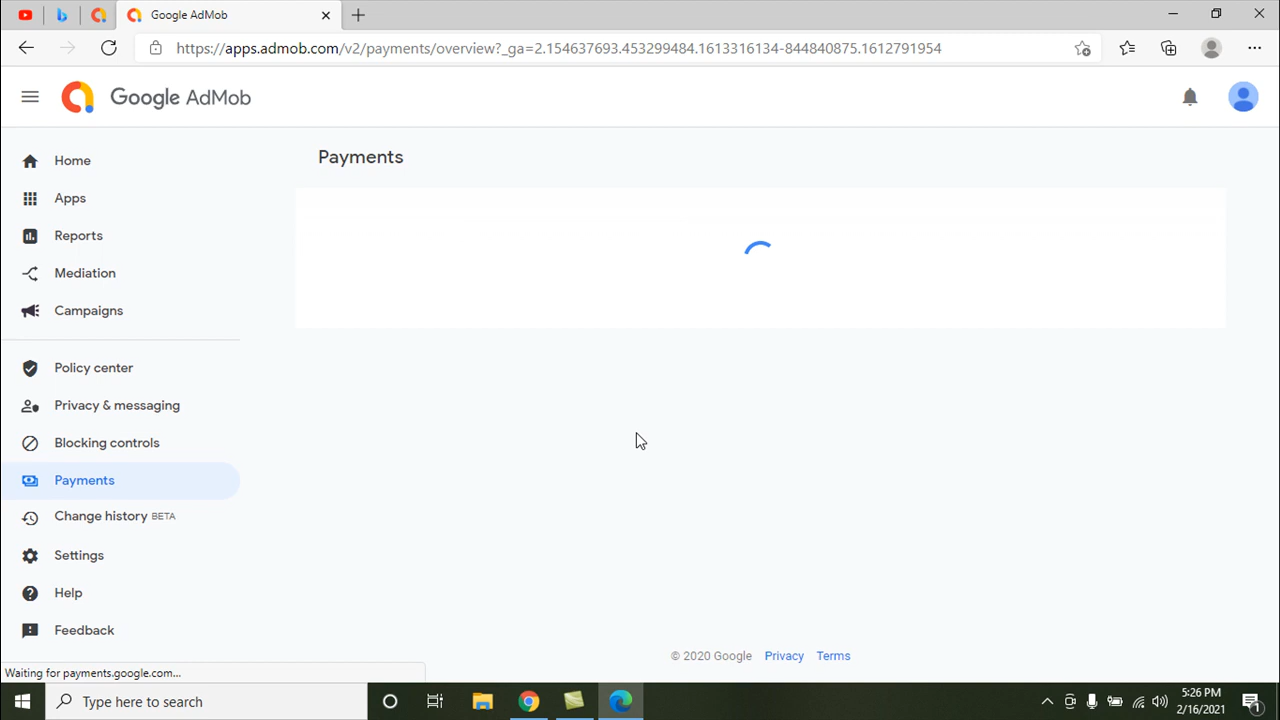 Google AdMob
https://apps.admob.com/v2/payments/overview?_ga=2.154637693.453299484.1613316134-844840875.1612791954
Google AdMob
Home
Apps
Reports
Mediation
Campaigns
Policy center
Privacy & messaging
Blocking controls
Payments
Change history BETA
Settings
Help
Feedback
Payments
© 2020 Google Privacy Terms
Waiting for payments.google.com...
Type here to search
5:26 PM
2/16/2021
1